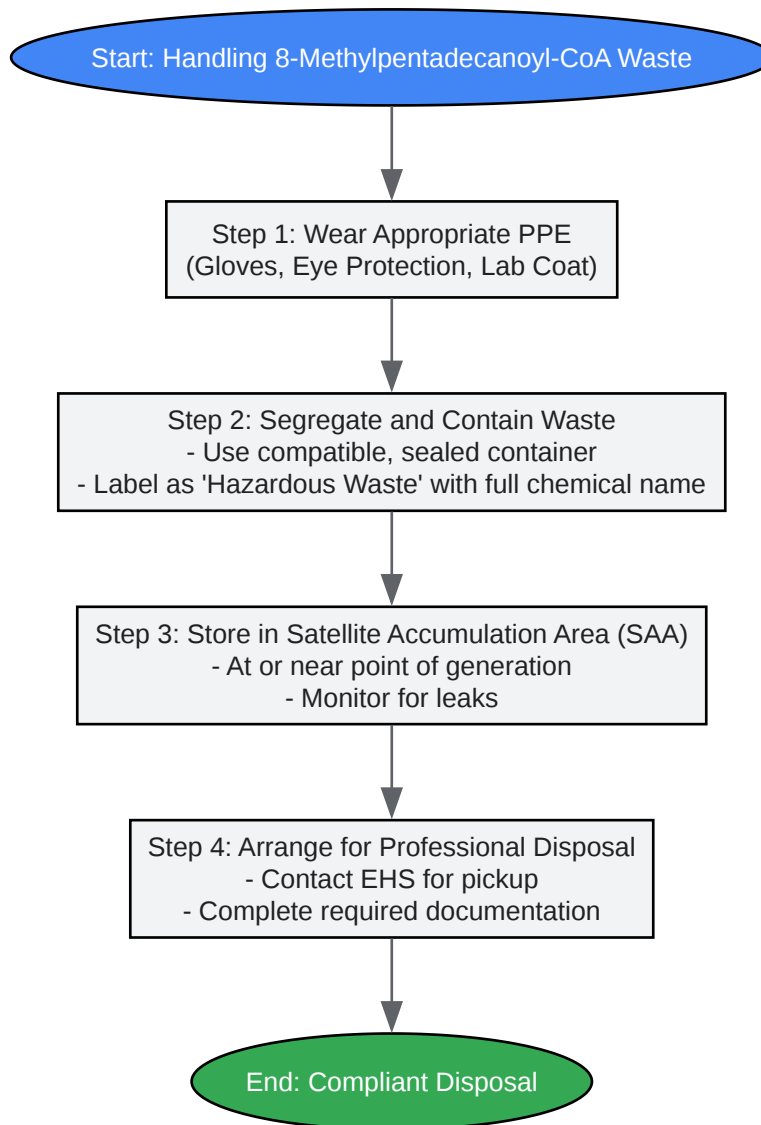 Start: Handling 8-Methylpentadecanoyl-CoA Waste
Step 1: Wear Appropriate PPE
(Gloves, Eye Protection, Lab Coat)
Step 2: Segregate and Contain Waste
- Use compatible, sealed container
- Label as 'Hazardous Waste' with full chemical name
Step 3: Store in Satellite Accumulation Area (SAA)
- At or near point of generation
- Monitor for leaks
Step 4: Arrange for Professional Disposal
- Contact EHS for pickup
- Complete required documentation
End: Compliant Disposal